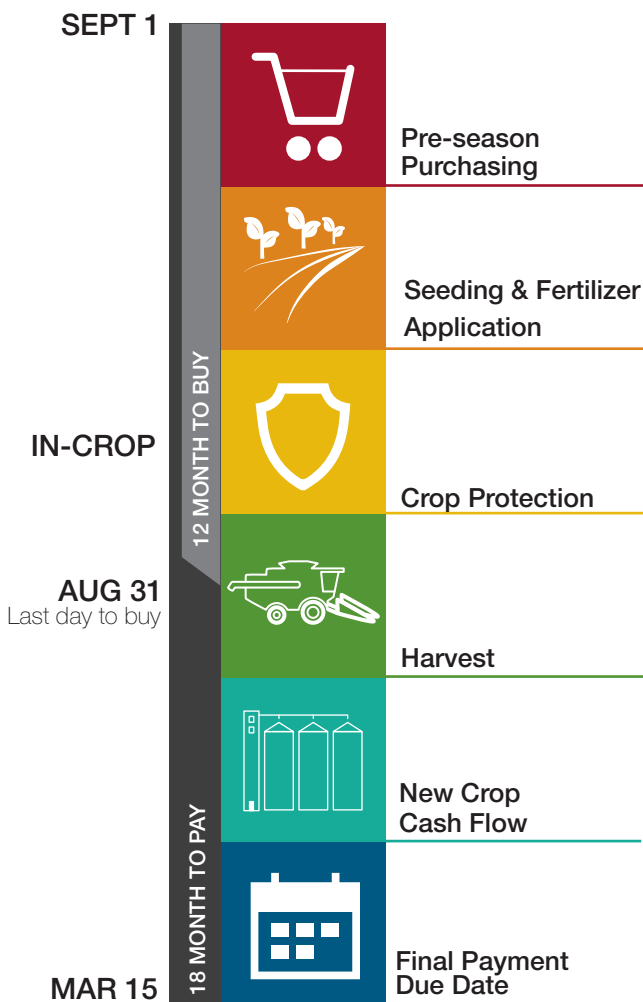 SEPT 1
Pre-season
Purchasing
Seeding & Fertilizer
Application
12 MONTH TO BUY
IN-CROP
Crop Protection
AUG 31
Last day to buy
Harvest
New Crop
Cash Flow
18 MONTH TO PAY
Final Payment
Due Date
MAR 15